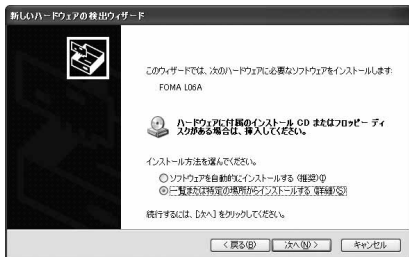 新しいハードウェアの検出ウィザード
このウィザードでは、次のハードウェアに必要なソフトウェアをインストールします:
FOMA L06A
ハードウェアに付属のインストール CD またはフロッピー ディ
スクがある場合は、挿入してください。
インストール方法を選んでください。
ソフトウェアを自動的にインストールする (推奨)(I)
一覧または特定の場所からインストールする (詳細)(S)
続行するには、[次へ] をクリックしてください。
< 戻る(B)
次へ(N) >
キャンセル